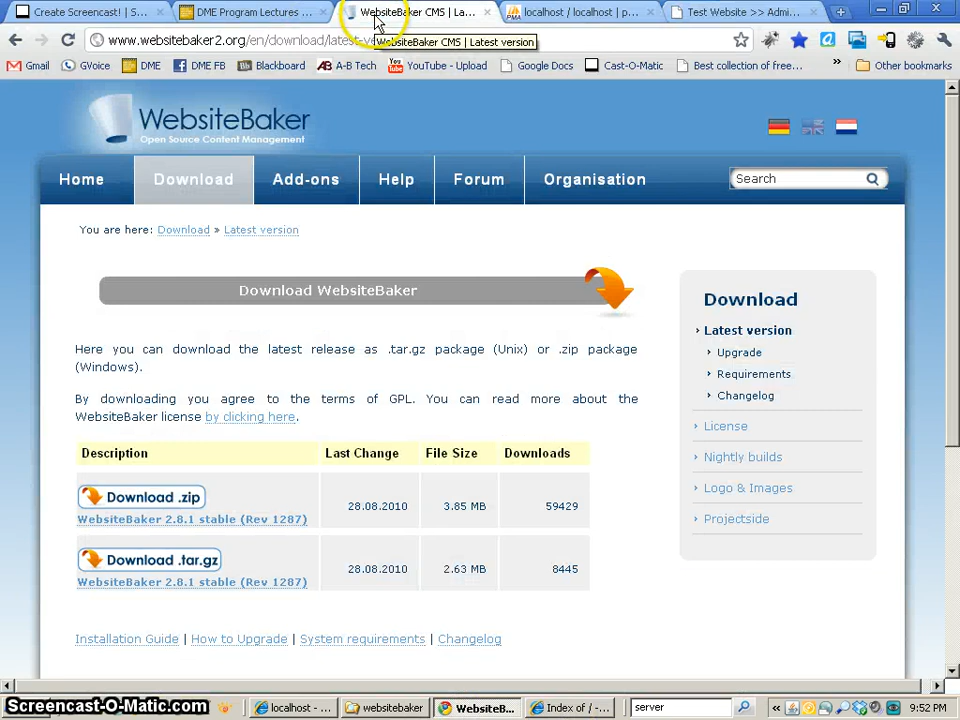 Create Screencast! | S...
DME Program Lectures ...
WebsiteBaker CMS | La...
localhost / localhost | p...
Test Website >> Admi...
www.websitebaker2.org/en/download/latest-ve
WebsiteBaker CMS | Latest version
Gmail
GVoice
DME
DME FB
Blackboard
A-B Tech
YouTube - Upload
Google Docs
Cast-O-Matic
Best collection of free...
»
Other bookmarks
WebsiteBaker
Open Source Content Management
Home
Download
Add-ons
Help
Forum
Organisation
Search
You are here: Download » Latest version
Download WebsiteBaker
Here you can download the latest release as .tar.gz package (Unix) or .zip package
(Windows).
By downloading you agree to the terms of GPL. You can read more about the
WebsiteBaker license by clicking here.
Description Last Change File Size Downloads
Download .zip
WebsiteBaker 2.8.1 stable (Rev 1287)
28.08.2010 3.85 MB 59429
Download .tar.gz
WebsiteBaker 2.8.1 stable (Rev 1287)
28.08.2010 2.63 MB 8445
Installation Guide | How to Upgrade | System requirements | Changelog
Download
Latest version
Upgrade
Requirements
Changelog
License
Nightly builds
Logo & Images
Projectside
Screencast-O-Matic.com
localhost - ...
websitebaker
WebsiteB...
Index of / -...
server
«
9:52 PM